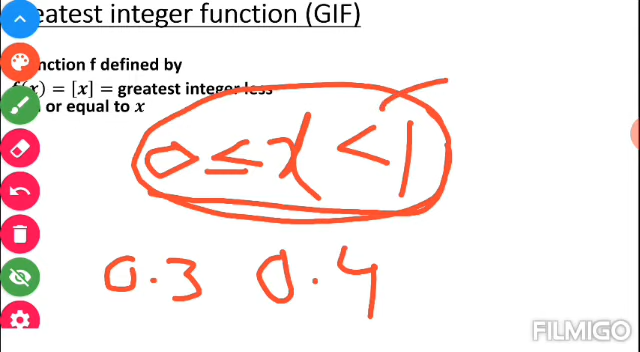 eatest integer function (GIF)
nction f defined by
(x) = [x] = greatest integer less
or equal to x
0 ≤ x < 1
0.3 0.4
FILMIGO